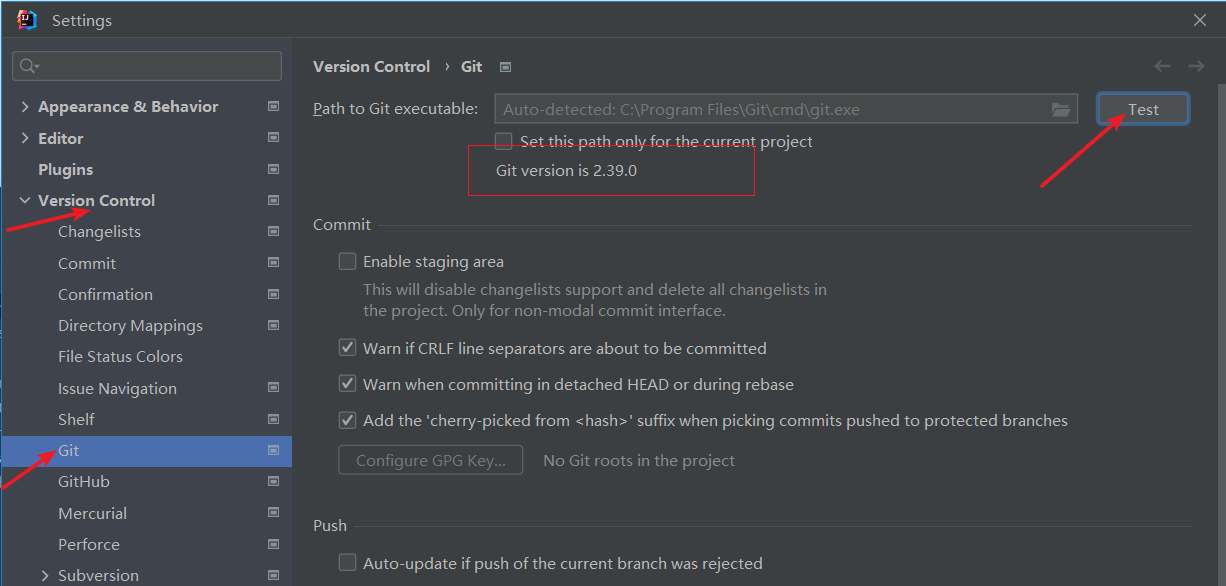 Settings
Version Control › Git
Appearance & Behavior
Editor
Plugins
Version Control
Changelists
Commit
Confirmation
Directory Mappings
File Status Colors
Issue Navigation
Shelf
Git
GitHub
Mercurial
Perforce
Subversion
Path to Git executable: Auto-detected: C:\Program Files\Git\cmd\git.exe Test
Set this path only for the current project
Git version is 2.39.0
Commit
Enable staging area
This will disable changelists support and delete all changelists in
the project. Only for non-modal commit interface.
Warn if CRLF line separators are about to be committed
Warn when committing in detached HEAD or during rebase
Add the 'cherry-picked from <hash>' suffix when picking commits pushed to protected branches
Configure GPG Key... No Git roots in the project
Push
Auto-update if push of the current branch was rejected